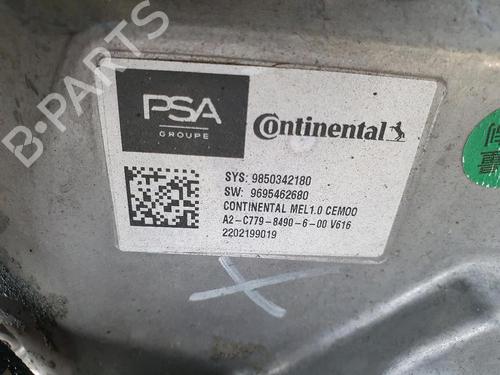 PSA
GROUPE
Continental
SYS: 9850342180
SW: 9695462680
CONTINENTAL MEL1.0 CEMOO
A2-C779-8490-6-00 V616
2202199019
B-PARTS